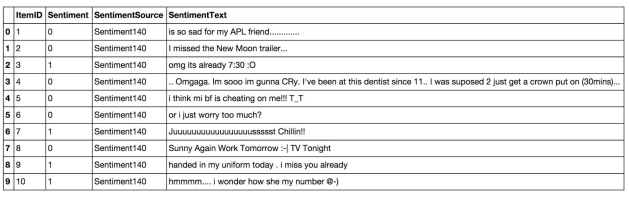 ItemID Sentiment SentimentSource SentimentText
0 1 0 Sentiment140 is so sad for my APL friend.............
1 2 0 Sentiment140 I missed the New Moon trailer...
2 3 1 Sentiment140 omg its already 7:30 :O
3 4 0 Sentiment140 .. Omgaga. Im sooo im gunna CRy. I've been at this dentist since 11.. I was suposed 2 just get a crown put on (30mins)...
4 5 0 Sentiment140 i think mi bf is cheating on me!!! T_T
5 6 0 Sentiment140 or i just worry too much?
6 7 1 Sentiment140 Juuuuuuuuuuuuuuuuussssst Chillin!!
7 8 0 Sentiment140 Sunny Again Work Tomorrow :-| TV Tonight
8 9 1 Sentiment140 handed in my uniform today . i miss you already
9 10 1 Sentiment140 hmmmm.... i wonder how she my number @-)